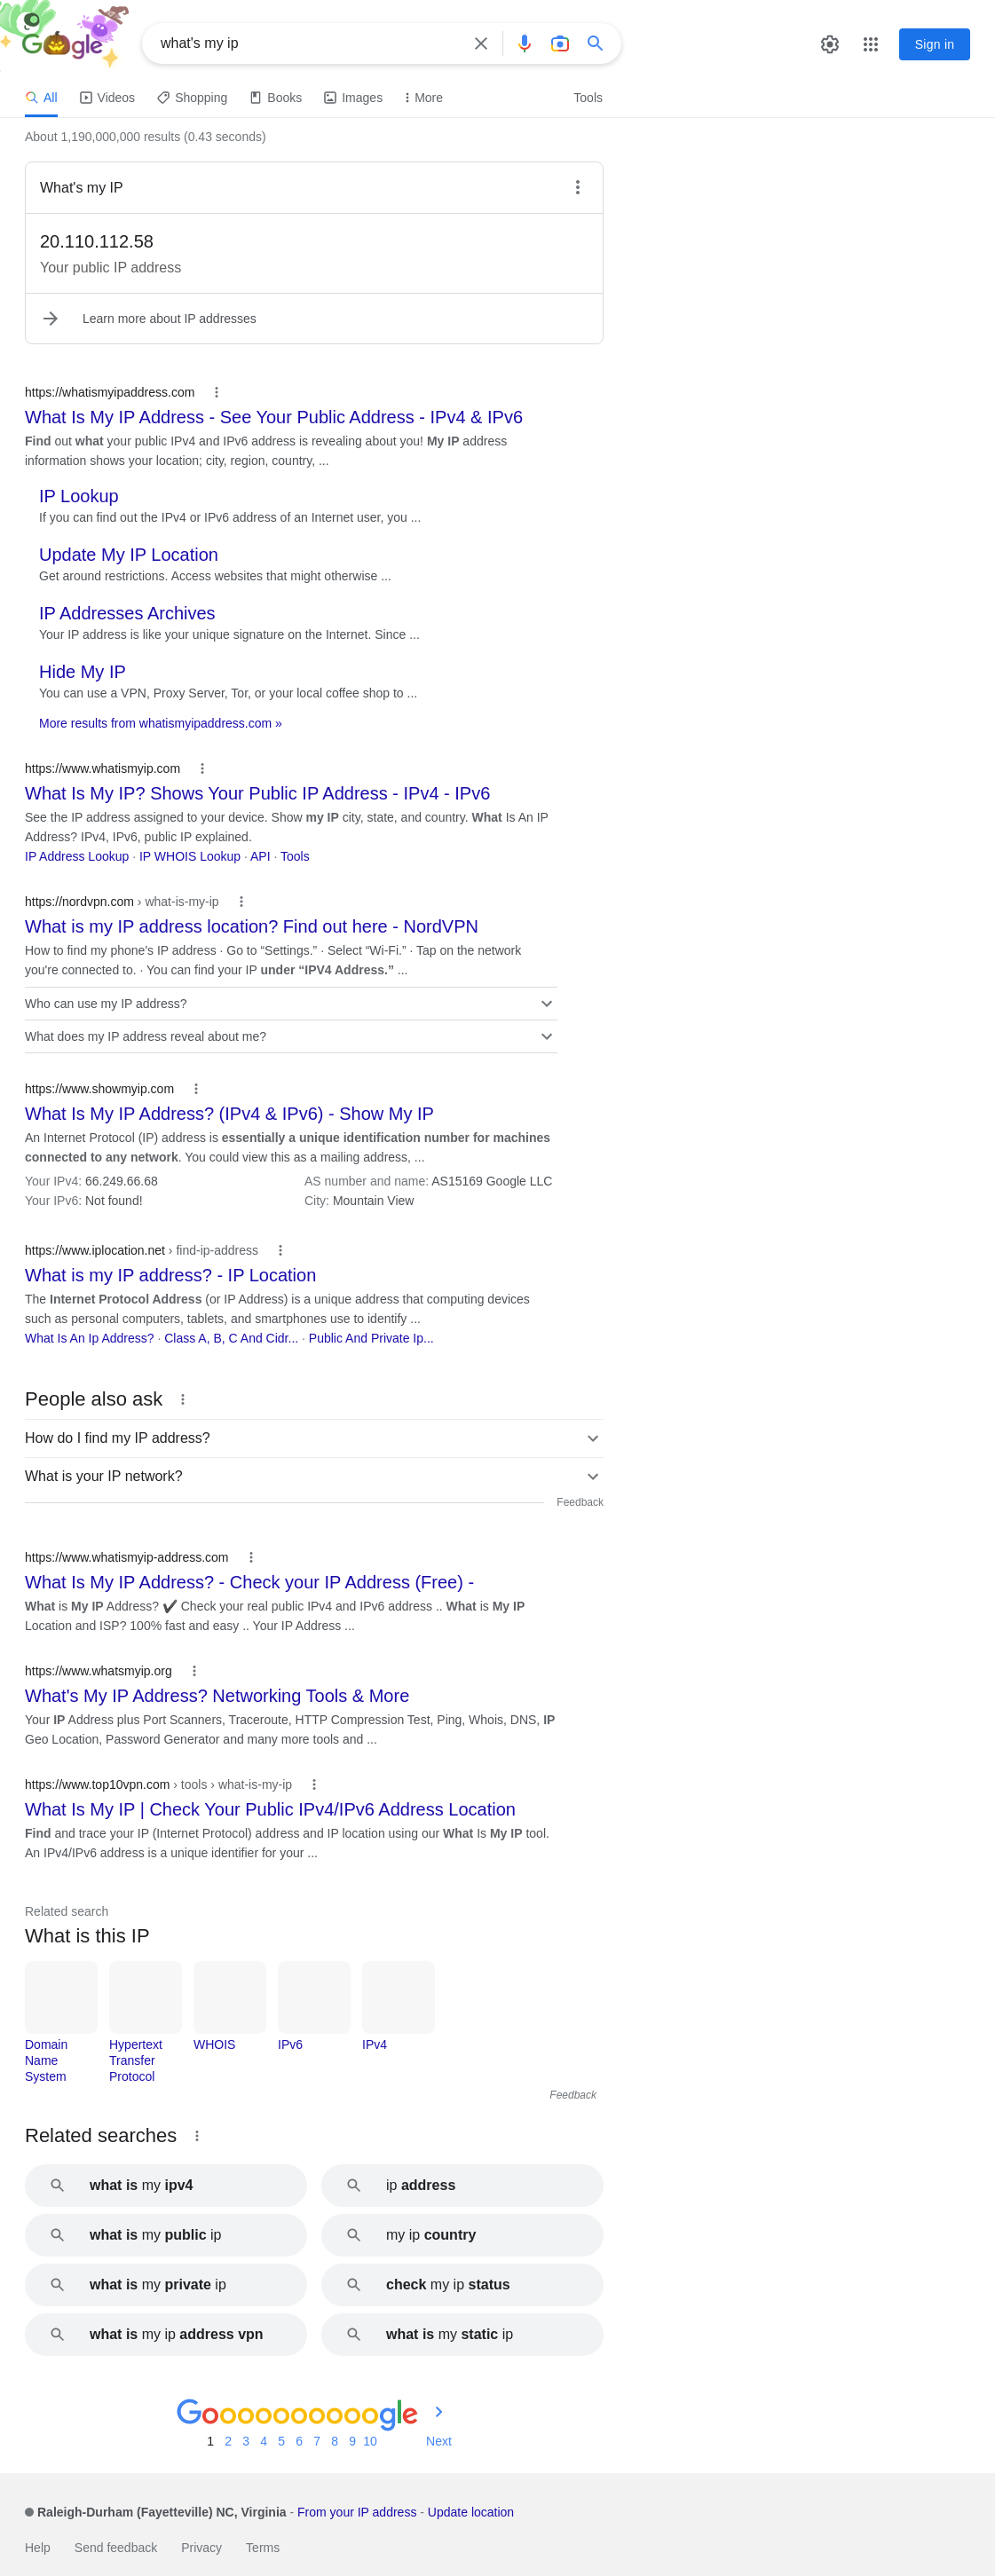 Google
what's my ip
Sign in
All
Videos
Shopping
Books
Images
More
Tools
About 1,190,000,000 results (0.43 seconds)
What's my IP
20.110.112.58
Your public IP address
Learn more about IP addresses
https://whatismyipaddress.com
What Is My IP Address - See Your Public Address - IPv4 & IPv6
Find out what your public IPv4 and IPv6 address is revealing about you! My IP address
information shows your location; city, region, country, ...
IP Lookup
If you can find out the IPv4 or IPv6 address of an Internet user, you ...
Update My IP Location
Get around restrictions. Access websites that might otherwise ...
IP Addresses Archives
Your IP address is like your unique signature on the Internet. Since ...
Hide My IP
You can use a VPN, Proxy Server, Tor, or your local coffee shop to ...
More results from whatismyipaddress.com »
https://www.whatismyip.com
What Is My IP? Shows Your Public IP Address - IPv4 - IPv6
See the IP address assigned to your device. Show my IP city, state, and country. What Is An IP
Address? IPv4, IPv6, public IP explained.
IP Address Lookup · IP WHOIS Lookup · API · Tools
https://nordvpn.com › what-is-my-ip
What is my IP address location? Find out here - NordVPN
How to find my phone's IP address · Go to “Settings.” · Select “Wi-Fi.” · Tap on the network
you're connected to. · You can find your IP under “IPV4 Address.” ...
Who can use my IP address?
What does my IP address reveal about me?
https://www.showmyip.com
What Is My IP Address? (IPv4 & IPv6) - Show My IP
An Internet Protocol (IP) address is essentially a unique identification number for machines
connected to any network. You could view this as a mailing address, ...
Your IPv4: 66.249.66.68
AS number and name: AS15169 Google LLC
Your IPv6: Not found!
City: Mountain View
https://www.iplocation.net › find-ip-address
What is my IP address? - IP Location
The Internet Protocol Address (or IP Address) is a unique address that computing devices
such as personal computers, tablets, and smartphones use to identify ...
What Is An Ip Address? · Class A, B, C And Cidr... · Public And Private Ip...
People also ask
How do I find my IP address?
What is your IP network?
Feedback
https://www.whatismyip-address.com
What Is My IP Address? - Check your IP Address (Free) -
What is My IP Address? ✔ Check your real public IPv4 and IPv6 address .. What is My IP
Location and ISP? 100% fast and easy .. Your IP Address ...
https://www.whatsmyip.org
What's My IP Address? Networking Tools & More
Your IP Address plus Port Scanners, Traceroute, HTTP Compression Test, Ping, Whois, DNS, IP
Geo Location, Password Generator and many more tools and ...
https://www.top10vpn.com › tools › what-is-my-ip
What Is My IP | Check Your Public IPv4/IPv6 Address Location
Find and trace your IP (Internet Protocol) address and IP location using our What Is My IP tool.
An IPv4/IPv6 address is a unique identifier for your ...
Related search
What is this IP
Domain
Name
System
Hypertext
Transfer
Protocol
WHOIS
IPv6
IPv4
Feedback
Related searches
what is my ipv4
ip address
what is my public ip
my ip country
what is my private ip
check my ip status
what is my ip address vpn
what is my static ip
Goooooooooogle
1 2 3 4 5 6 7 8 9 10 Next
Raleigh-Durham (Fayetteville) NC, Virginia - From your IP address - Update location
Help
Send feedback
Privacy
Terms